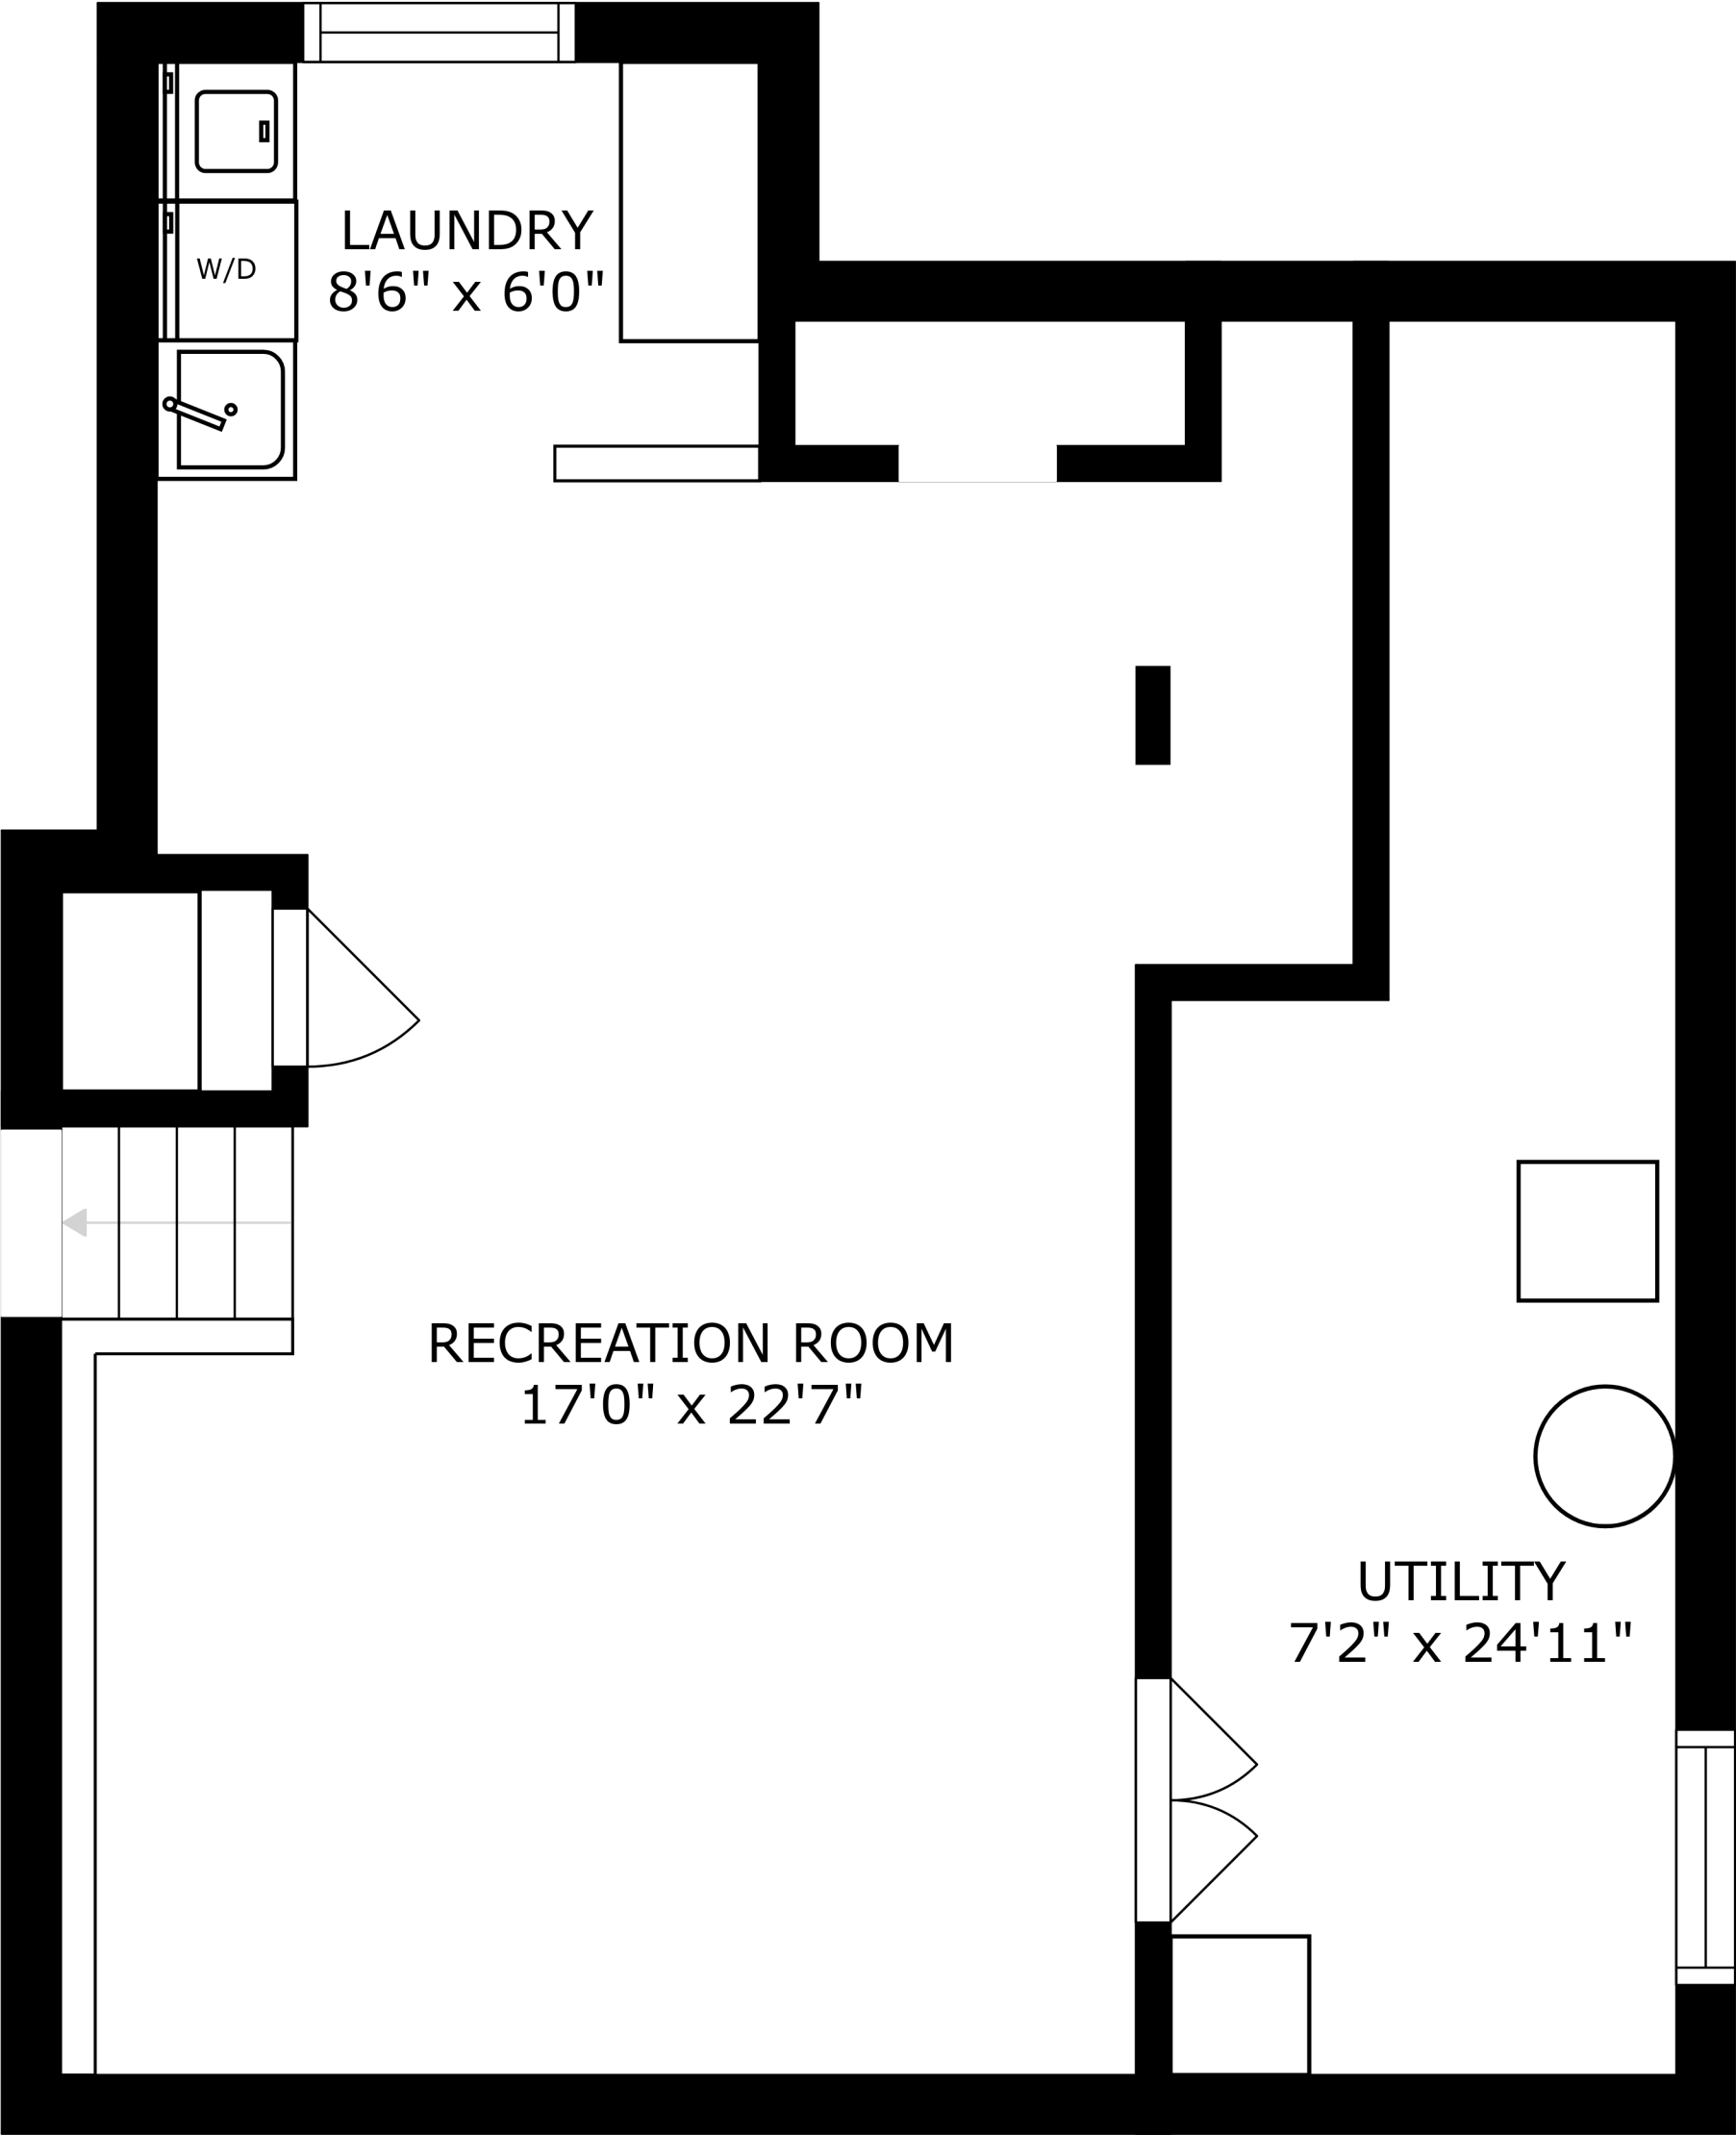 LAUNDRY
8'6" x 6'0"
W/D
RECREATION ROOM
17'0" x 22'7"
UTILITY
7'2" x 24'11"